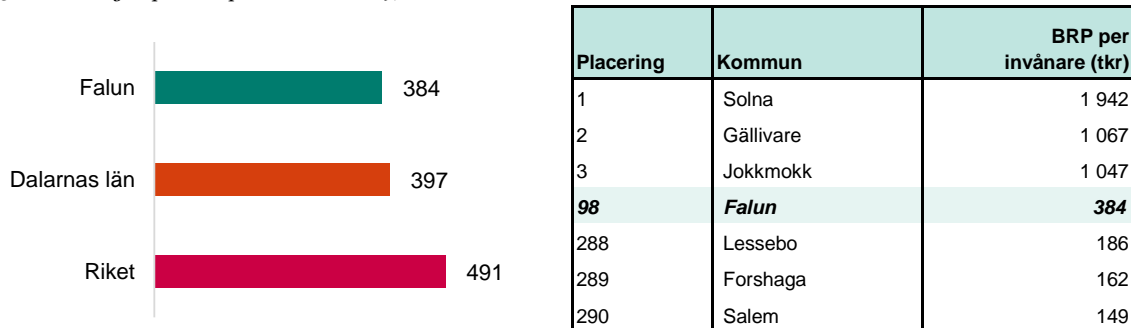 Falun 384
Dalarnas län 397
Riket 491
BRP per
Placering Kommun invånare (tkr)
1 Solna 1 942
2 Gällivare 1 067
3 Jokkmokk 1 047
98 Falun 384
288 Lessebo 186
289 Forshaga 162
290 Salem 149